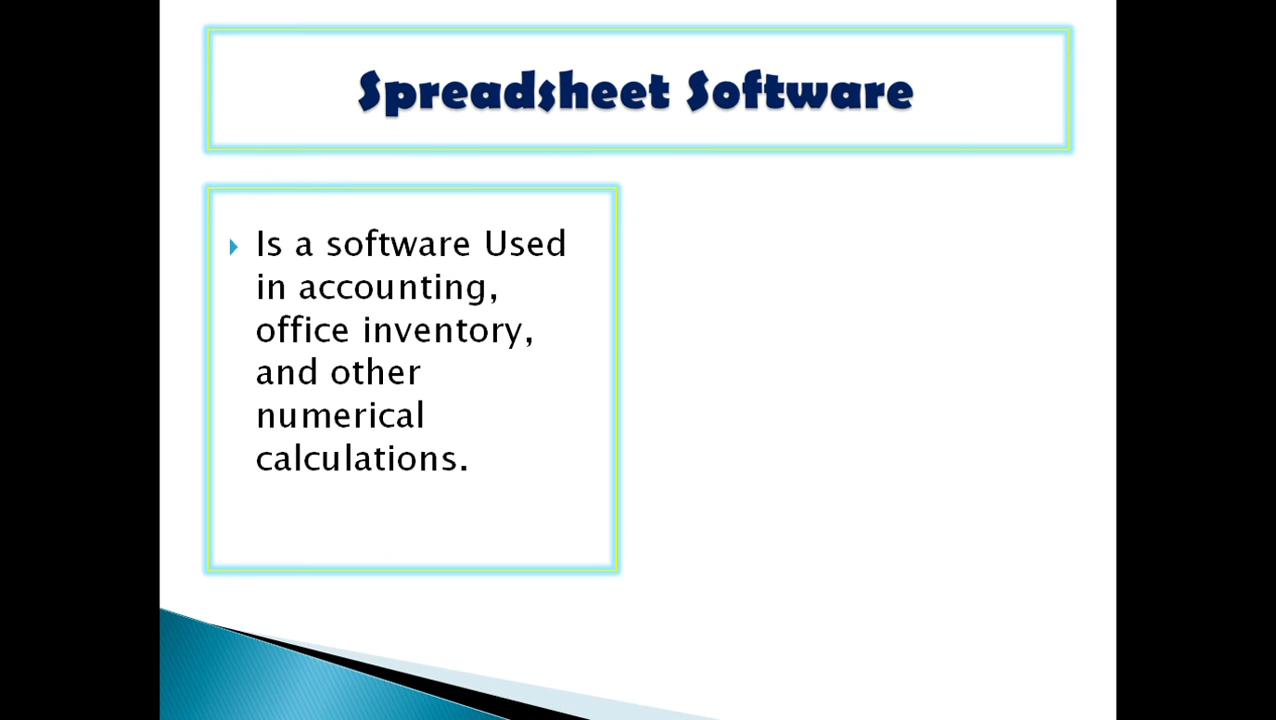 Spreadsheet Software
Is a software Used
in accounting,
office inventory,
and other
numerical
calculations.